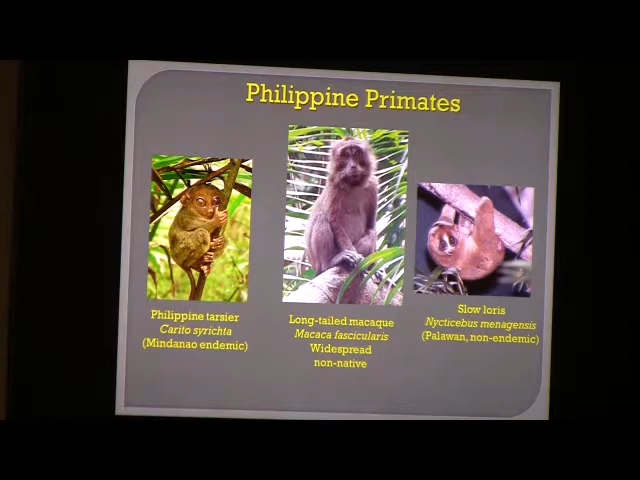 Philippine Primates
Philippine tarsier
Carito syrichta
(Mindanao endemic)
Long-tailed macaque
Macaca fascicularis
Widespread
non-native
Slow loris
Nycticebus menagensis
(Palawan, non-endemic)